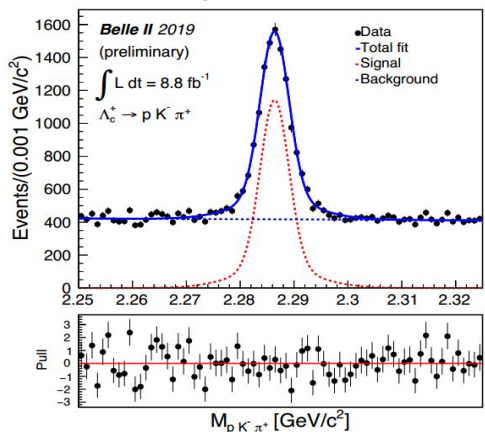 Belle II 2019
(preliminary)
∫ L dt = 8.8 fb⁻¹
Λc⁺ → p K⁻ π⁺
Data
Total fit
Signal
Background
Events/(0.001 GeV/c²)
1600
1400
1200
1000
800
600
400
200
0
2.25 2.26 2.27 2.28 2.29 2.3 2.31 2.32
Pull
3
2
1
0
−1
−2
−3
M p K⁻ π⁺ [GeV/c²]